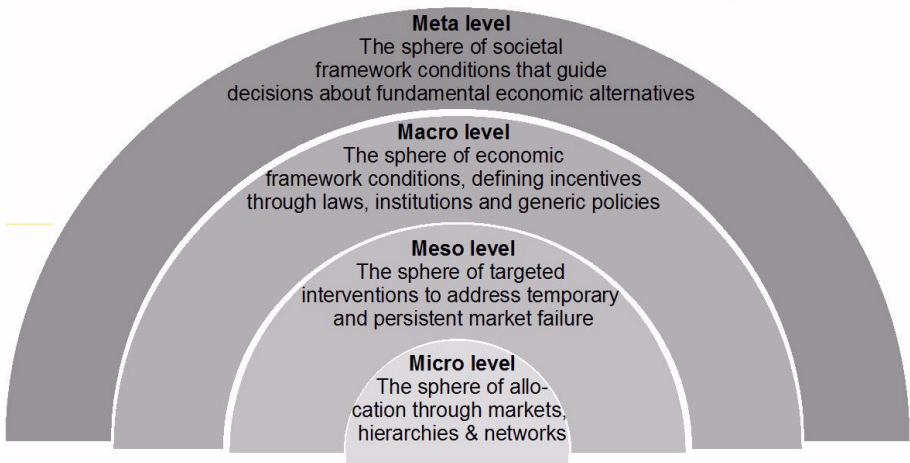 Meta level
The sphere of societal
framework conditions that guide
decisions about fundamental economic alternatives
Macro level
The sphere of economic
framework conditions, defining incentives
through laws, institutions and generic policies
Meso level
The sphere of targeted
interventions to address temporary
and persistent market failure
Micro level
The sphere of allo-
cation through markets,
hierarchies & networks